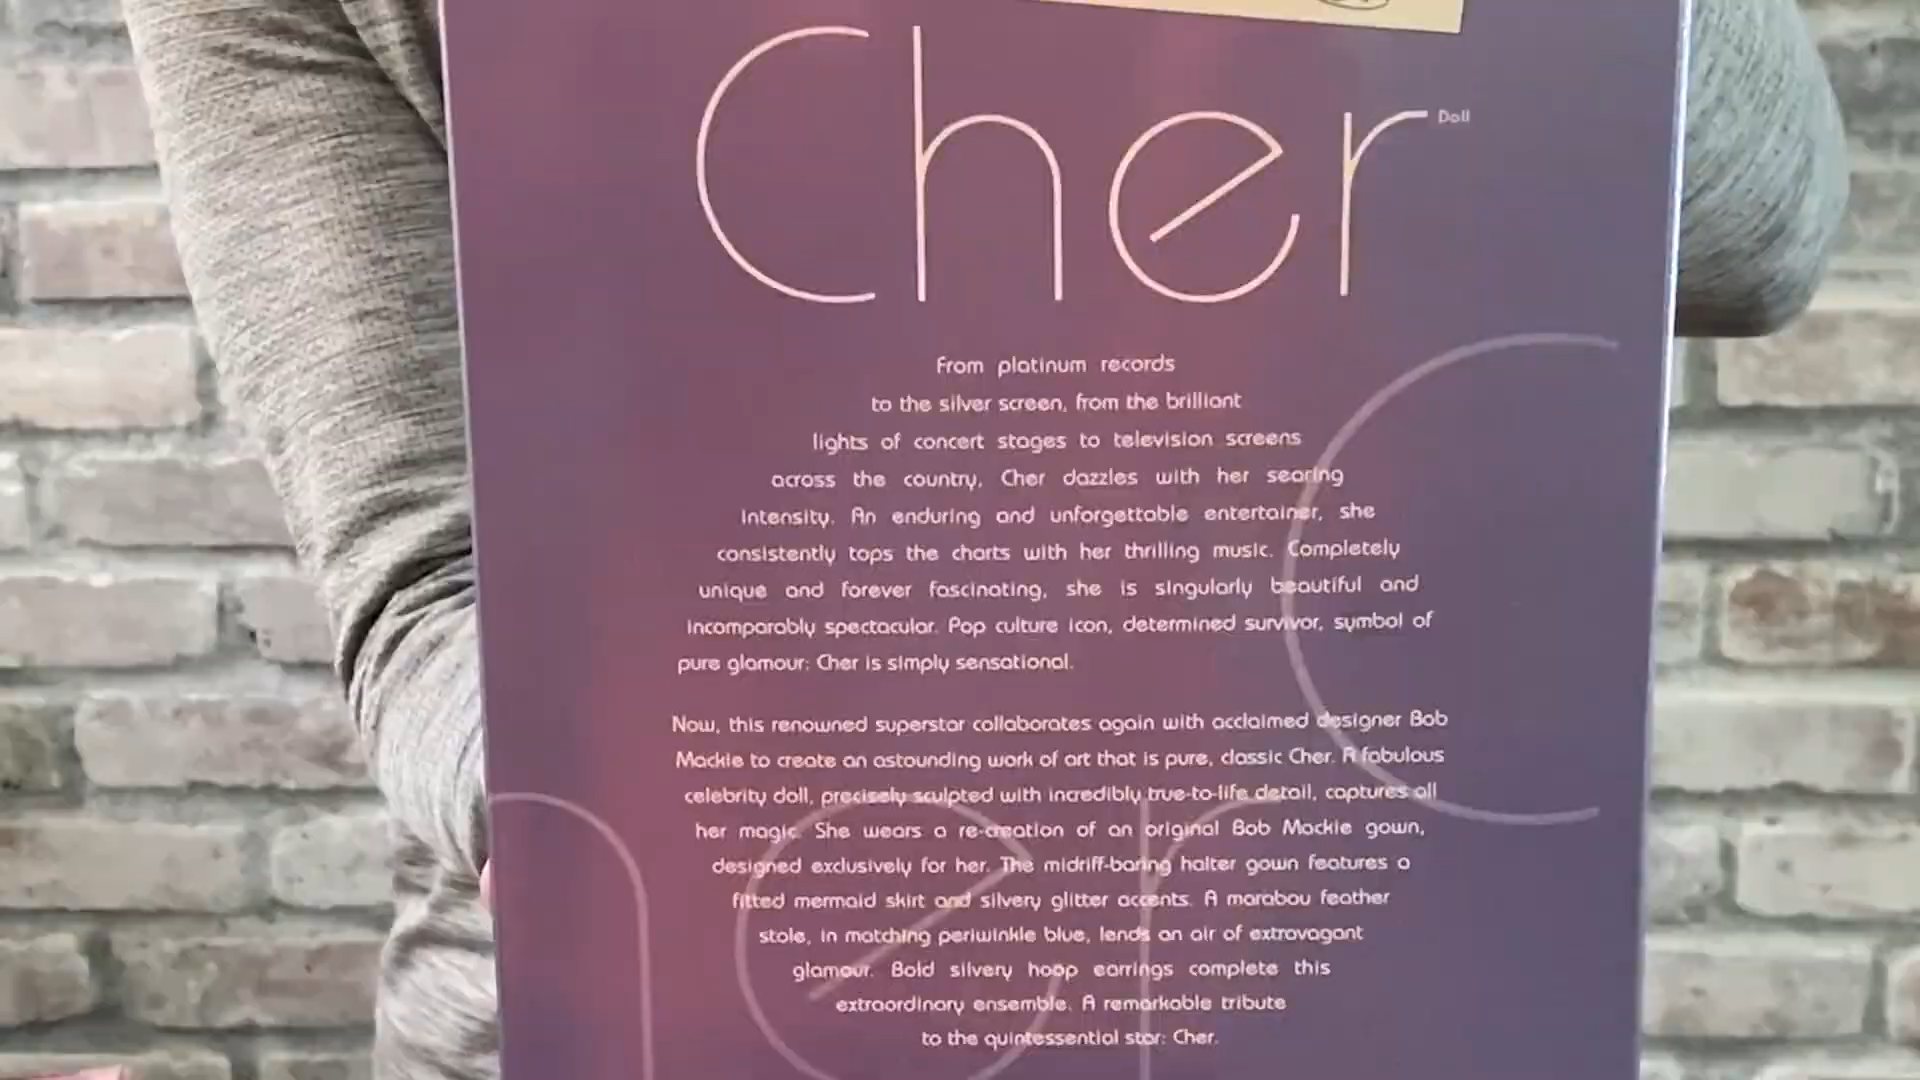 Cher
Doll
From platinum records
to the silver screen, from the brilliant
lights of concert stages to television screens
across the country, Cher dazzles with her searing
intensity. An enduring and unforgettable entertainer, she
consistently tops the charts with her thrilling music. Completely
unique and forever fascinating, she is singularly beautiful and
incomparably spectacular. Pop culture icon, determined survivor, symbol of
pure glamour: Cher is simply sensational.
Now, this renowned superstar collaborates again with acclaimed designer Bob
Mackie to create an astounding work of art that is pure, classic Cher. A fabulous
celebrity doll, precisely sculpted with incredibly true-to-life detail, captures all
her magic. She wears a re-creation of an original Bob Mackie gown,
designed exclusively for her. The midriff-baring halter gown features a
fitted mermaid skirt and silvery glitter accents. A marabou feather
stole, in matching periwinkle blue, lends an air of extravagant
glamour. Bold silvery hoop earrings complete this
extraordinary ensemble. A remarkable tribute
to the quintessential star: Cher.
C
her